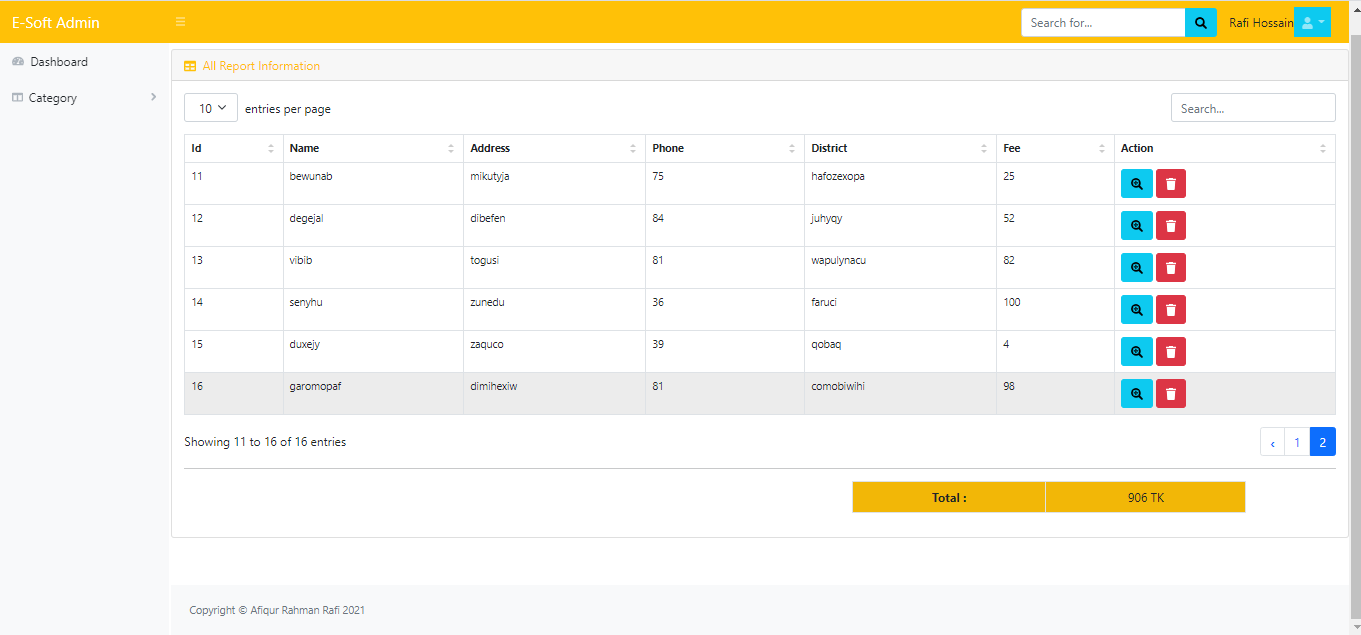 E-Soft Admin
Search for...
Rafi Hossain
Dashboard
Category
All Report Information
10 entries per page
Search...
Id Name Address Phone District Fee Action
11 bewunab mikutyja 75 hafozexopa 25
12 degejal dibefen 84 juhyqy 52
13 vibib togusi 81 wapulynacu 82
14 senyhu zunedu 36 faruci 100
15 duxejy zaquco 39 qobaq 4
16 garomopaf dimihexiw 81 comobiwihi 98
Showing 11 to 16 of 16 entries
‹ 1 2
Total : 906 TK
Copyright © Afiqur Rahman Rafi 2021